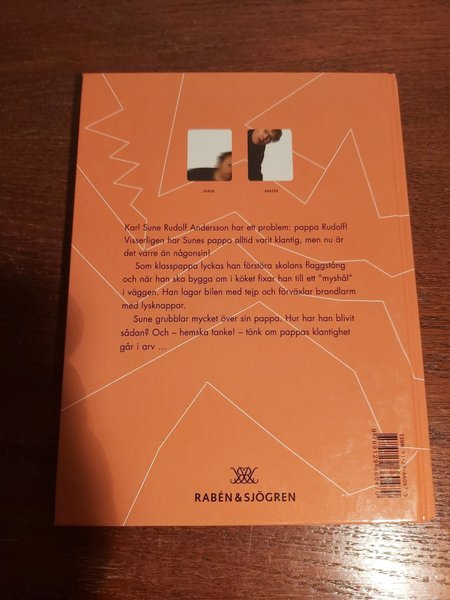 SÖREN
ANDERS
Karl Sune Rudolf Andersson har ett problem: pappa Rudolf!
Visserligen har Sunes pappa alltid varit klantig, men nu är
det värre än någonsin!
Som klasspappa lyckas han förstöra skolans flaggstång
och när han ska bygga om i köket fixar han till ett "myshål"
i väggen. Han lagar bilen med tejp och förväxlar brandlarm
med lysknappar.
Sune grubblar mycket över sin pappa. Hur har han blivit
sådan? Och – hemska tanke! – tänk om pappas klantighet
går i arv ...
RABÉN & SJÖGREN